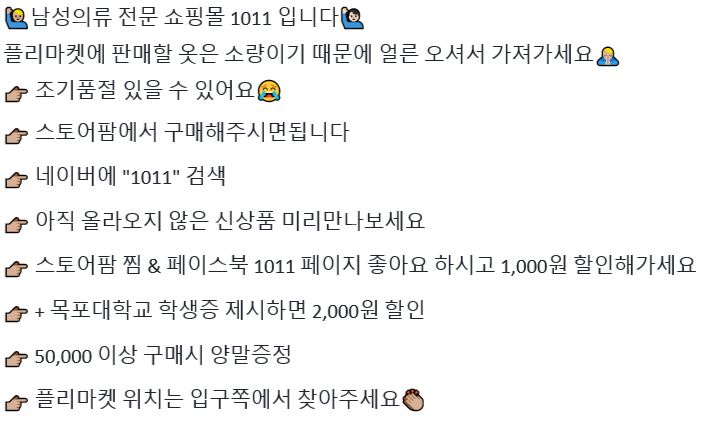 🙋🏼‍♂️남성의류 전문 쇼핑몰 1011 입니다🙋🏻‍♂️
플리마켓에 판매할 옷은 소량이기 때문에 얼른 오셔서 가져가세요🤦🏼‍♂️
👉🏽 조기품절 있을 수 있어요😭
👉🏽 스토어팜에서 구매해주시면됩니다
👉🏽 네이버에 "1011" 검색
👉🏽 아직 올라오지 않은 신상품 미리만나보세요
👉🏽 스토어팜 찜 & 페이스북 1011 페이지 좋아요 하시고 1,000원 할인해가세요
👉🏽 + 목포대학교 학생증 제시하면 2,000원 할인
👉🏽 50,000 이상 구매시 양말증정
👉🏽 플리마켓 위치는 입구쪽에서 찾아주세요👏🏽